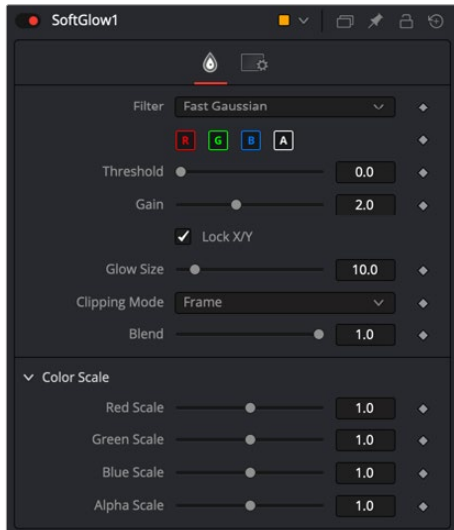 SoftGlow1
Filter Fast Gaussian
R G B A
Threshold 0.0
Gain 2.0
Lock X/Y
Glow Size 10.0
Clipping Mode Frame
Blend 1.0
Color Scale
Red Scale 1.0
Green Scale 1.0
Blue Scale 1.0
Alpha Scale 1.0